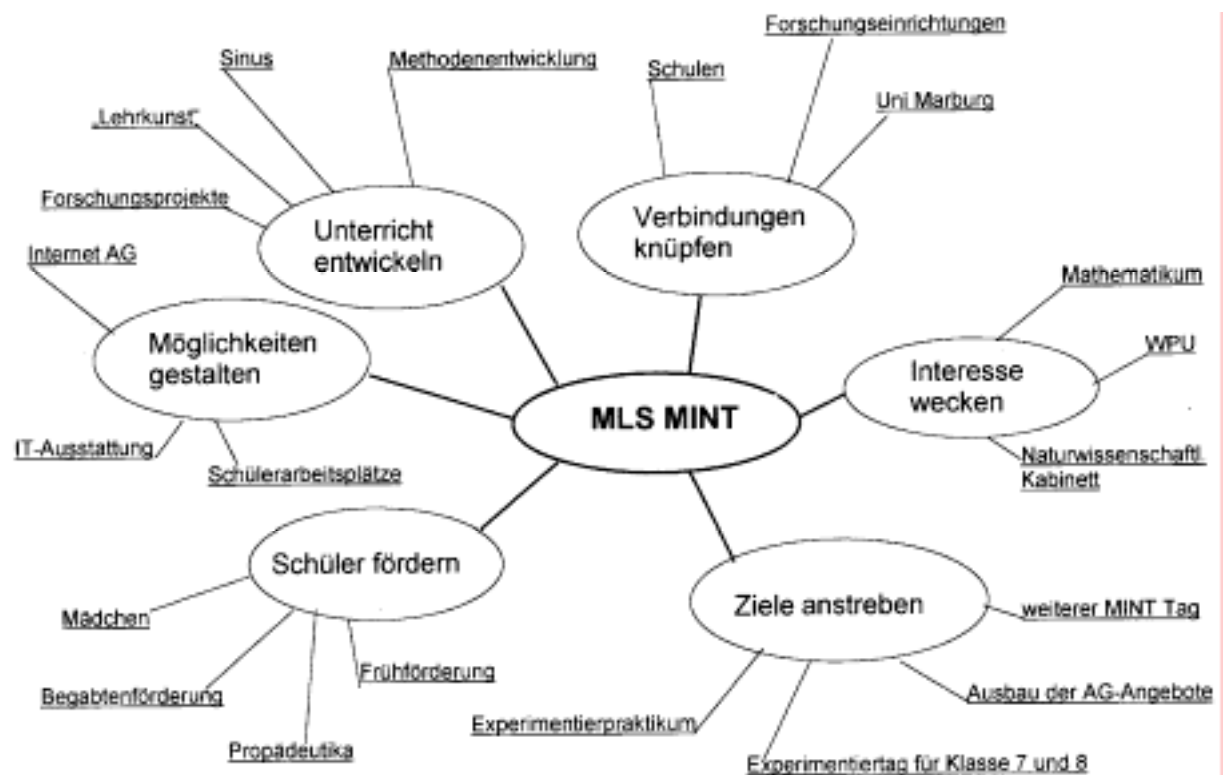 Forschungseinrichtungen
Sinus
Methodenentwicklung
Schulen
Uni Marburg
„Lehrkunst"
Forschungsprojekte
Unterricht
entwickeln
Verbindungen
knüpfen
Internet AG
Mathematikum
Möglichkeiten
gestalten
WPU
Interesse
wecken
MLS MINT
IT-Ausstattung
Schülerarbeitsplätze
Naturwissenschaftl.
Kabinett
Schüler fördern
Ziele anstreben
Mädchen
weiterer MINT Tag
Frühförderung
Begabtenförderung
Ausbau der AG-Angebote
Experimentierpraktikum
Propädeutika
Experimentiertag für Klasse 7 und 8